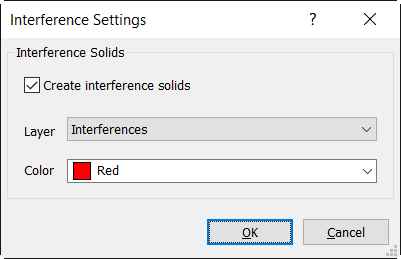 Interference Settings ?
Interference Solids
Create interference solids
Layer Interferences
Color Red
OK Cancel